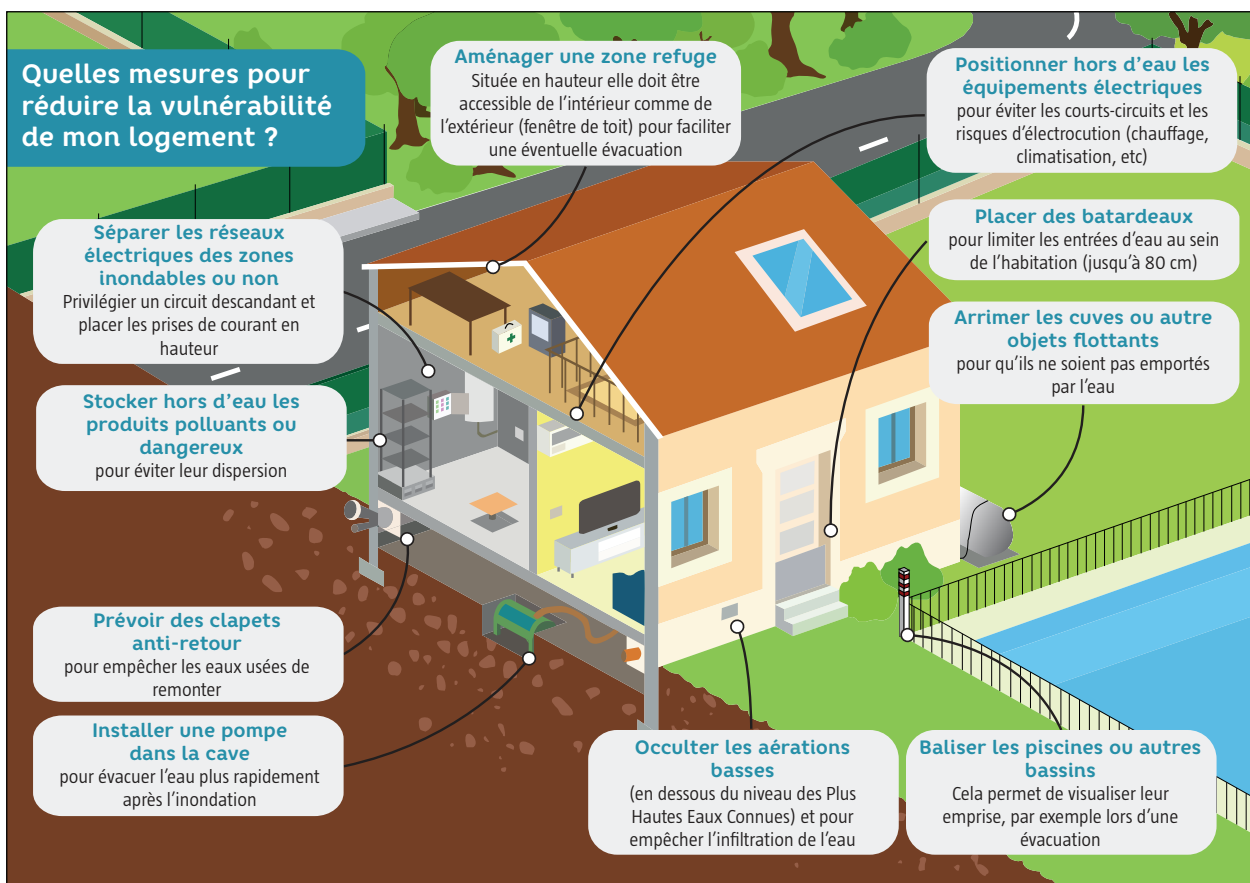 Quelles mesures pour
réduire la vulnérabilité
de mon logement ?
Aménager une zone refuge
Située en hauteur elle doit être
accessible de l'intérieur comme de
l'extérieur (fenêtre de toit) pour faciliter
une éventuelle évacuation
Positionner hors d'eau les
équipements électriques
pour éviter les courts-circuits et les
risques d'électrocution (chauffage,
climatisation, etc)
Séparer les réseaux
électriques des zones
inondables ou non
Privilégier un circuit descandant et
placer les prises de courant en
hauteur
Placer des batardeaux
pour limiter les entrées d'eau au sein
de l'habitation (jusqu'à 80 cm)
Arrimer les cuves ou autre
objets flottants
pour qu'ils ne soient pas emportés
par l'eau
Stocker hors d'eau les
produits polluants ou
dangereux
pour éviter leur dispersion
Prévoir des clapets
anti-retour
pour empêcher les eaux usées de
remonter
Installer une pompe
dans la cave
pour évacuer l'eau plus rapidement
après l'inondation
Occulter les aérations
basses
(en dessous du niveau des Plus
Hautes Eaux Connues) et pour
empêcher l'infiltration de l'eau
Baliser les piscines ou autres
bassins
Cela permet de visualiser leur
emprise, par exemple lors d'une
évacuation